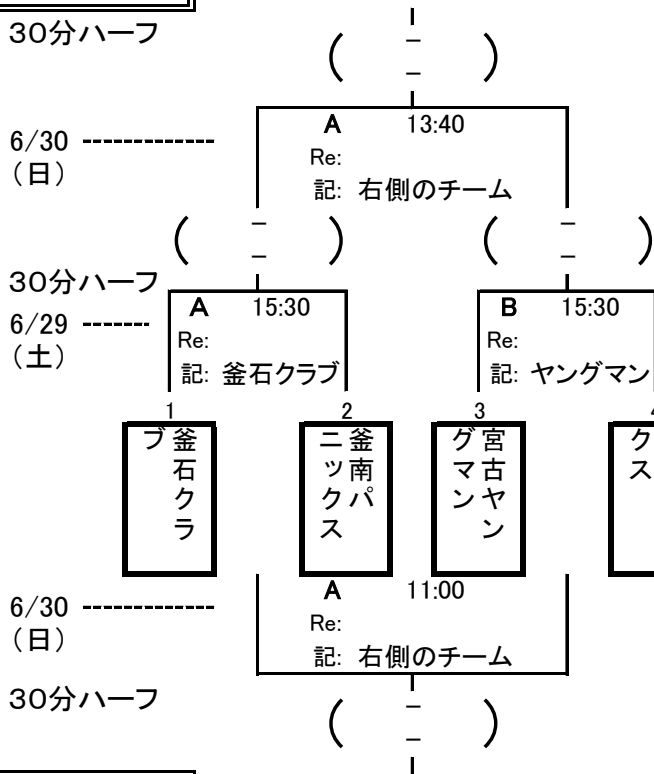 30分ハーフ
( － － )
A 13:40
6/30
Re:
（日）
記: 右側のチーム
( － － )
( － － )
30分ハーフ
A 15:30
B 15:30
6/29
Re:
Re:
（土）
記: 釜石クラブ
記: ヤングマン
1
2
3
釜石クラ
ブ
釜南パ
ニックス
宮古ヤン
グマン
クス
A 11:00
6/30
Re:
（日）
記: 右側のチーム
30分ハーフ
( － － )